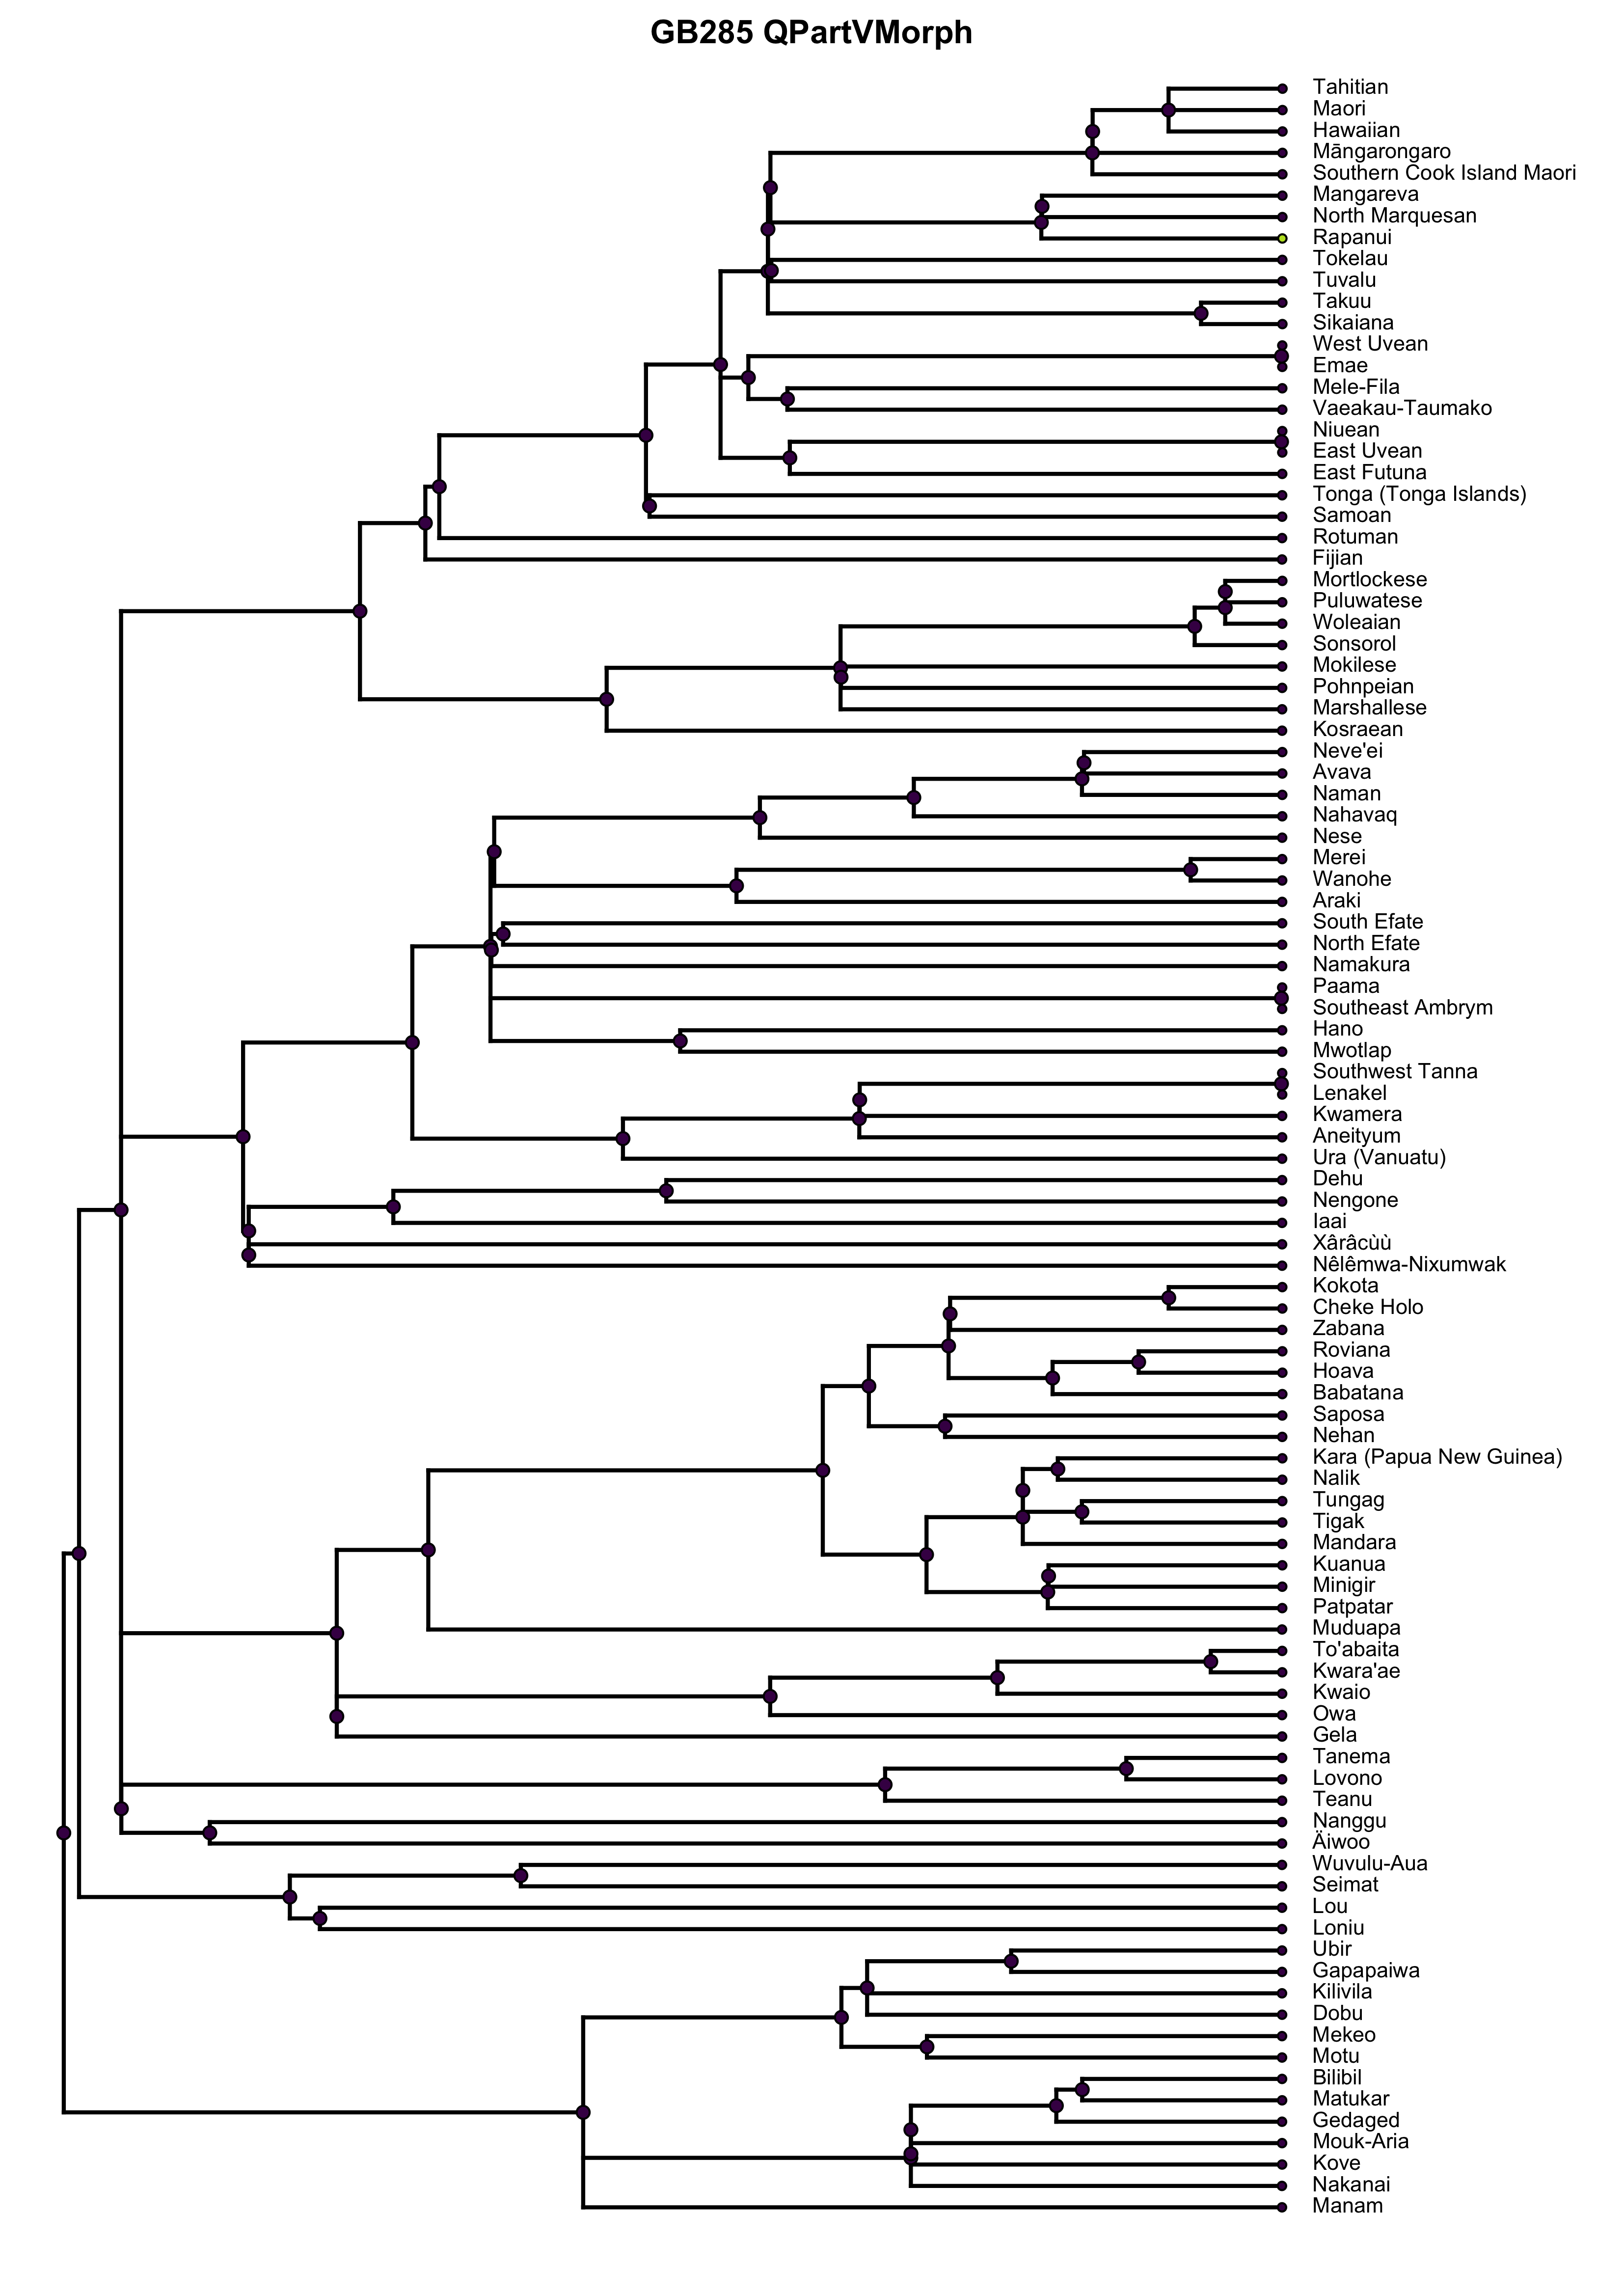 GB285 QPartVMorph
Tahitian
Maori
Hawaiian
Māngarongaro
Southern Cook Island Maori
Mangareva
North Marquesan
Rapanui
Tokelau
Tuvalu
Takuu
Sikaiana
West Uvean
Emae
Mele-Fila
Vaeakau-Taumako
Niuean
East Uvean
East Futuna
Tonga (Tonga Islands)
Samoan
Rotuman
Fijian
Mortlockese
Puluwatese
Woleaian
Sonsorol
Mokilese
Pohnpeian
Marshallese
Kosraean
Neve'ei
Avava
Naman
Nahavaq
Nese
Merei
Wanohe
Araki
South Efate
North Efate
Namakura
Paama
Southeast Ambrym
Hano
Mwotlap
Southwest Tanna
Lenakel
Kwamera
Aneityum
Ura (Vanuatu)
Dehu
Nengone
Iaai
Xârâcùù
Nêlêmwa-Nixumwak
Kokota
Cheke Holo
Zabana
Roviana
Hoava
Babatana
Saposa
Nehan
Kara (Papua New Guinea)
Nalik
Tungag
Tigak
Mandara
Kuanua
Minigir
Patpatar
Muduapa
To'abaita
Kwara'ae
Kwaio
Owa
Gela
Tanema
Lovono
Teanu
Nanggu
Äiwoo
Wuvulu-Aua
Seimat
Lou
Loniu
Ubir
Gapapaiwa
Kilivila
Dobu
Mekeo
Motu
Bilibil
Matukar
Gedaged
Mouk-Aria
Kove
Nakanai
Manam